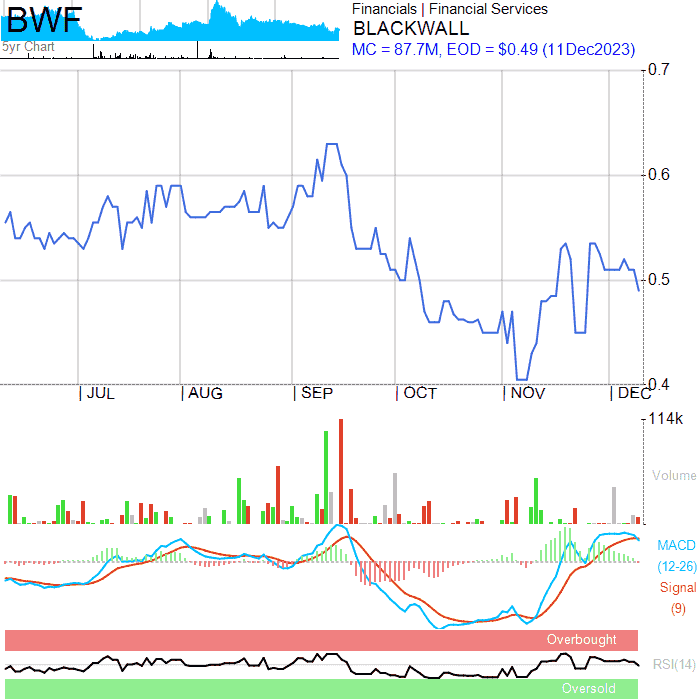 BWF
5yr Chart
Financials | Financial Services
BLACKWALL
MC = 87.7M, EOD = $0.49 (11Dec2023)
0.7
0.6
0.5
0.4
JUL AUG SEP OCT NOV DEC
114k
Volume
MACD
(12-26)
Signal
(9)
Overbought
RSI(14)
Oversold